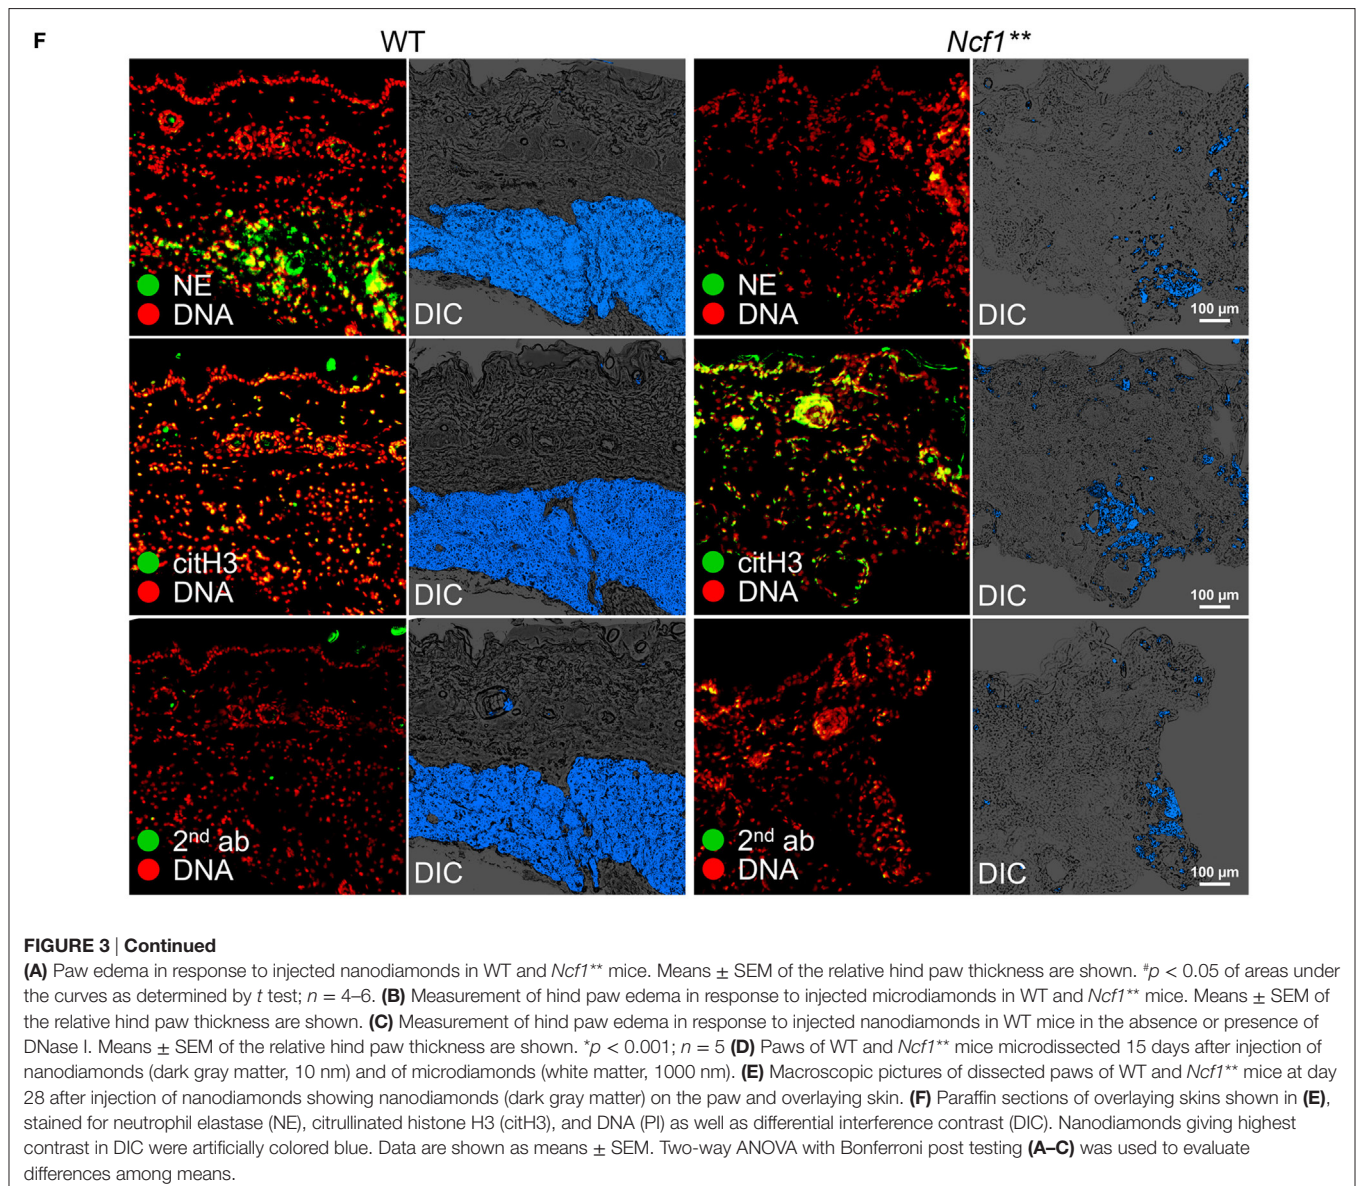 F
WT
Ncf1**
NE
DNA
DIC
NE
DNA
DIC
100 µm
citH3
DNA
DIC
citH3
DNA
DIC
100 µm
2nd ab
DNA
DIC
2nd ab
DNA
DIC
100 µm
FIGURE 3 | Continued
(A) Paw edema in response to injected nanodiamonds in WT and Ncf1** mice. Means ± SEM of the relative hind paw thickness are shown. #p < 0.05 of areas under
the curves as determined by t test; n = 4–6. (B) Measurement of hind paw edema in response to injected microdiamonds in WT and Ncf1** mice. Means ± SEM of
the relative hind paw thickness are shown. (C) Measurement of hind paw edema in response to injected nanodiamonds in WT mice in the absence or presence of
DNase I. Means ± SEM of the relative hind paw thickness are shown. *p < 0.001; n = 5 (D) Paws of WT and Ncf1** mice microdissected 15 days after injection of
nanodiamonds (dark gray matter, 10 nm) and of microdiamonds (white matter, 1000 nm). (E) Macroscopic pictures of dissected paws of WT and Ncf1** mice at day
28 after injection of nanodiamonds showing nanodiamonds (dark gray matter) on the paw and overlaying skin. (F) Paraffin sections of overlaying skins shown in (E),
stained for neutrophil elastase (NE), citrullinated histone H3 (citH3), and DNA (PI) as well as differential interference contrast (DIC). Nanodiamonds giving highest
contrast in DIC were artificially colored blue. Data are shown as means ± SEM. Two-way ANOVA with Bonferroni post testing (A–C) was used to evaluate
differences among means.